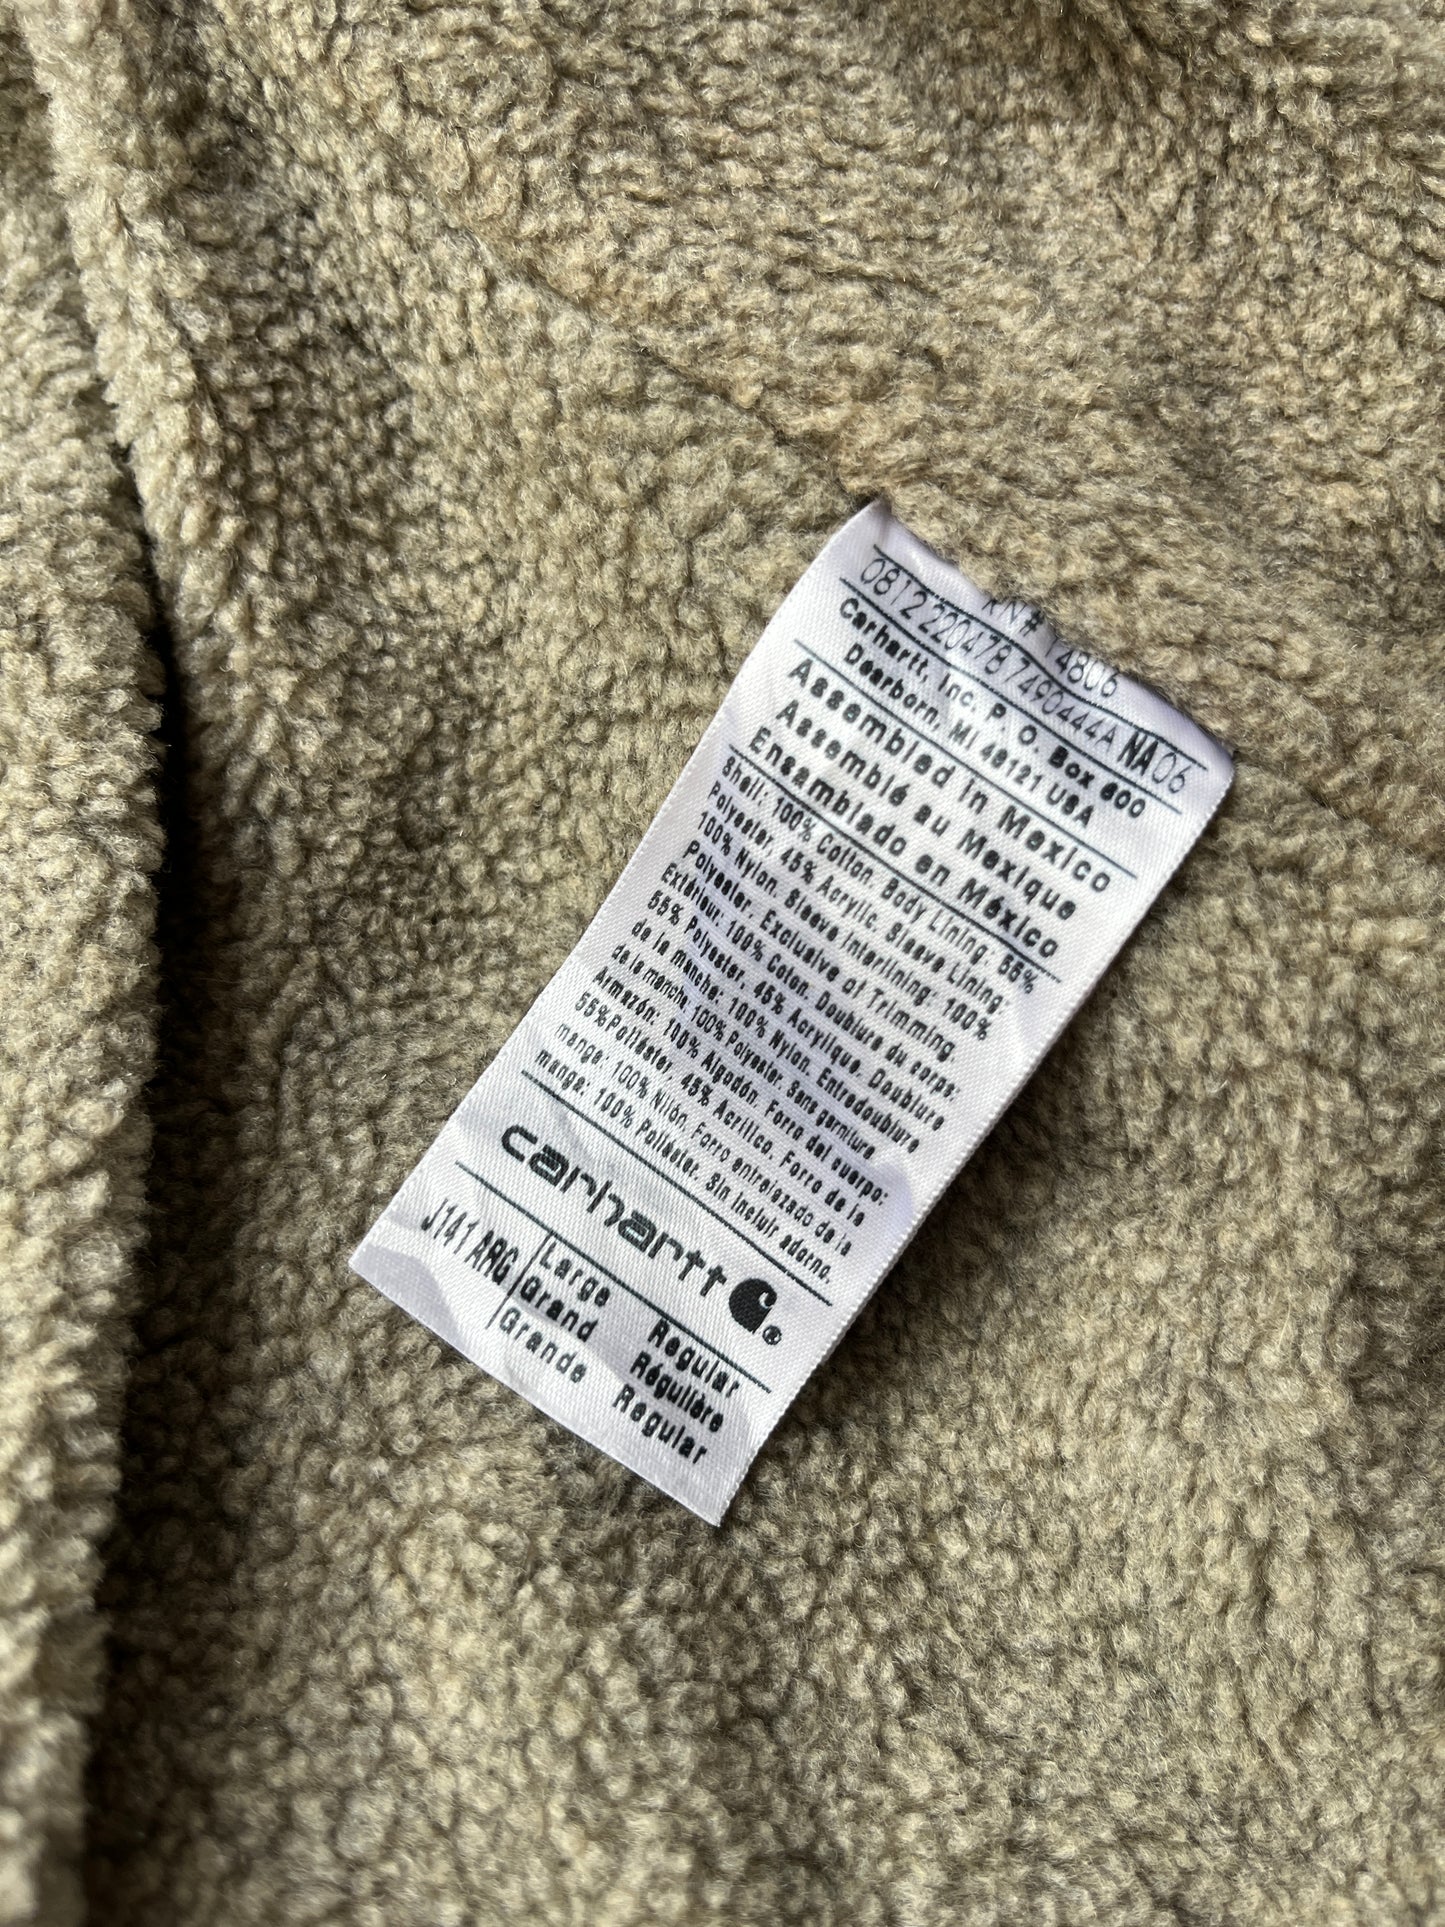 RN# 14806
0812 220478 7490444A NA 06
Carhartt, Inc. P. O. Box 600
Dearborn, MI 48121 USA
Assembled in Mexico
Assemblé au Mexique
Ensamblado en México
Shell: 100% Cotton. Body Lining: 55%
Polyester, 45% Acrylic. Sleeve Lining:
100% Nylon. Sleeve Interlining: 100%
Polyester. Exclusive of Trimming.
Extérieur: 100% Coton. Doublure du corps:
55% Polyester, 45% Acrylique. Doublure
de la manche: 100% Nylon. Entredoublure
de la manche 100% Polyester. Sans garniture
Armazón: 100% Algodón. Forro del cuerpo:
55%Poliéster, 45% Acrílico. Forro de la
manga: 100% Nilón. Forro entrelazado de la
manga: 100% Poliéster. Sin incluir adorno.
carhartt ®
J141 ARG Large Regular
Grand Régulière
Grande Regular